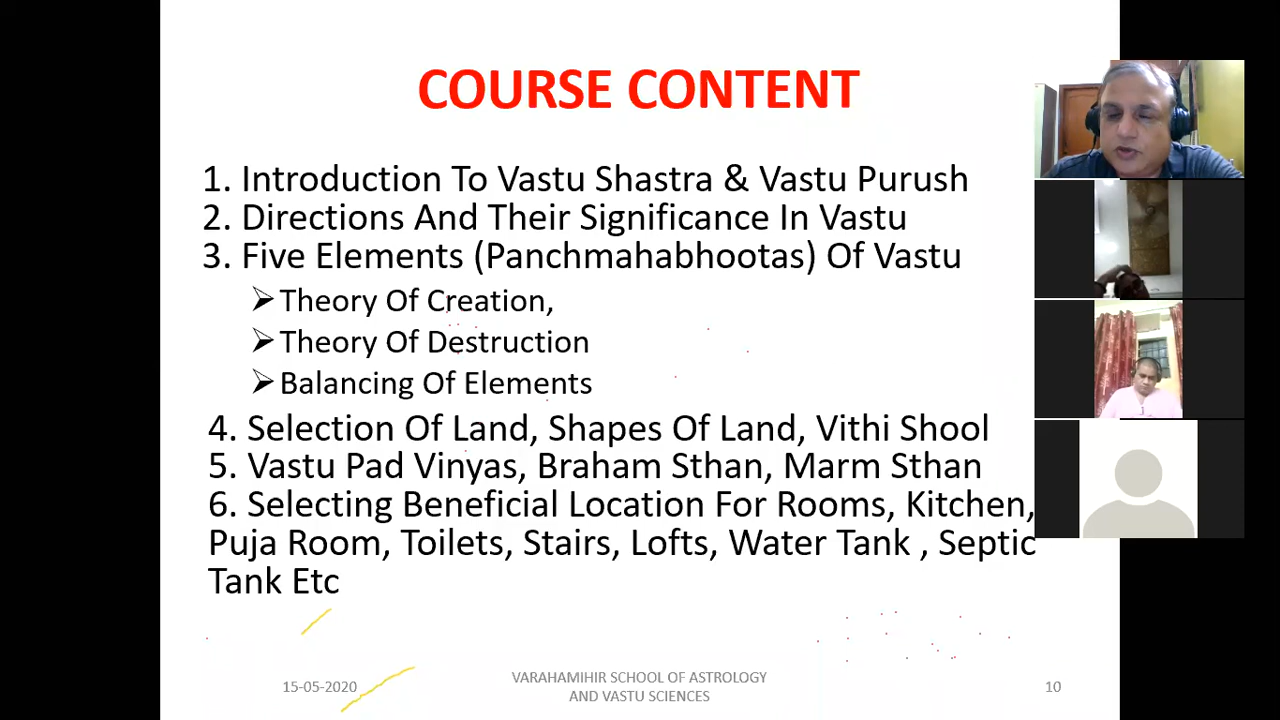 COURSE CONTENT
1. Introduction To Vastu Shastra & Vastu Purush
2. Directions And Their Significance In Vastu
3. Five Elements (Panchmahabhootas) Of Vastu
➢Theory Of Creation,
➢Theory Of Destruction
➢Balancing Of Elements
4. Selection Of Land, Shapes Of Land, Vithi Shool
5. Vastu Pad Vinyas, Braham Sthan, Marm Sthan
6. Selecting Beneficial Location For Rooms, Kitchen,
Puja Room, Toilets, Stairs, Lofts, Water Tank , Septic
Tank Etc
15-05-2020
VARAHAMIHIR SCHOOL OF ASTROLOGY
AND VASTU SCIENCES
10